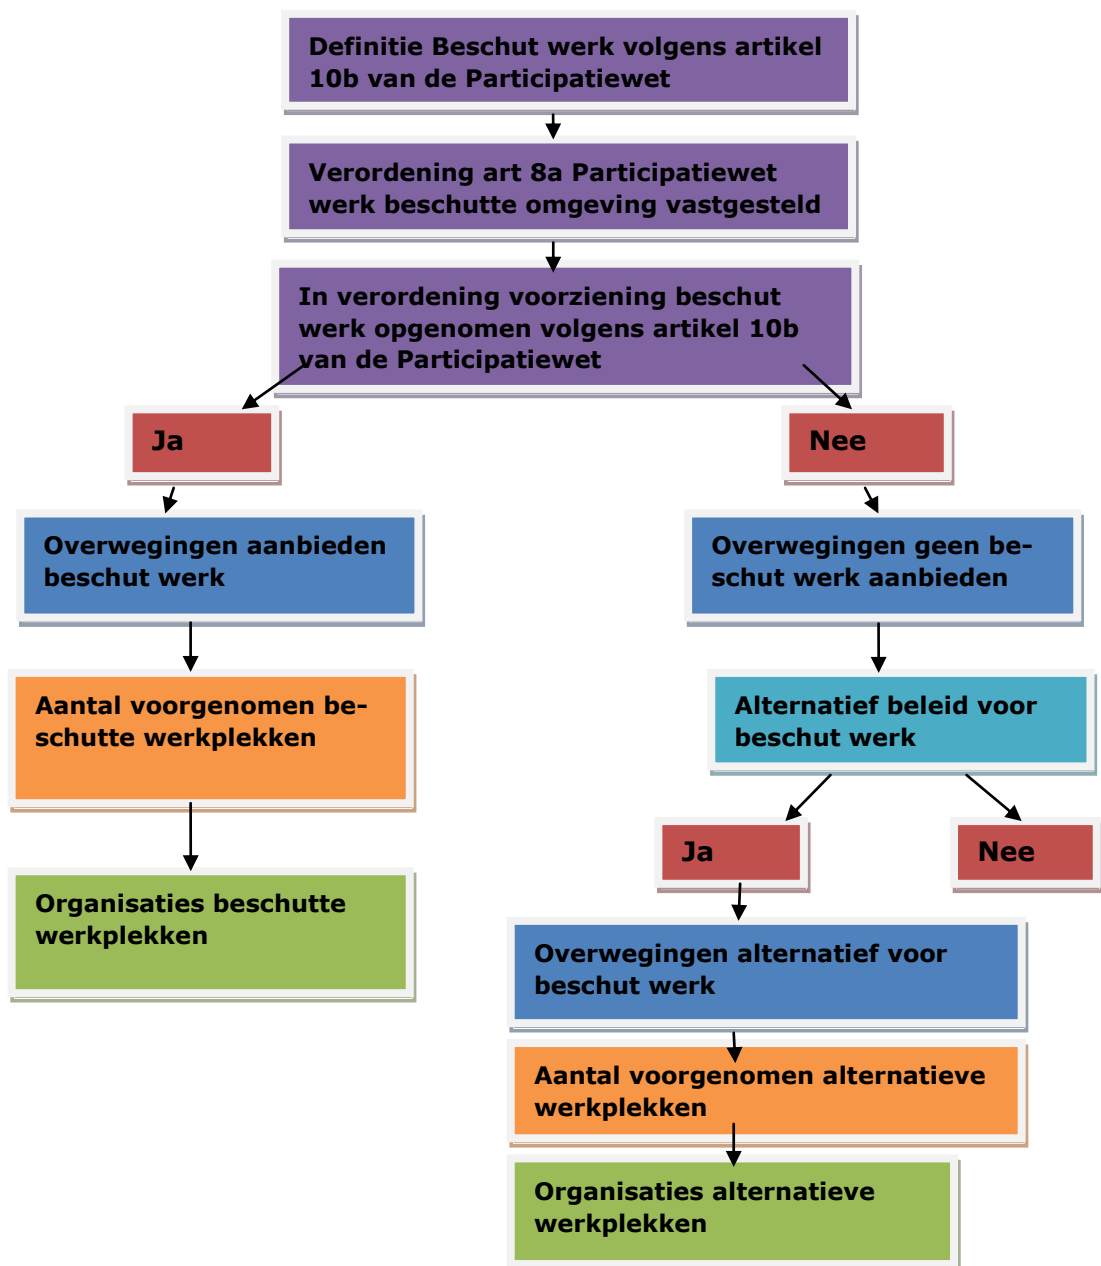 Definitie Beschut werk volgens artikel
10b van de Participatiewet
Verordening art 8a Participatiewet
werk beschutte omgeving vastgesteld
In verordening voorziening beschut
werk opgenomen volgens artikel 10b
van de Participatiewet
Ja
Nee
Overwegingen aanbieden
beschut werk
Overwegingen geen be-
schut werk aanbieden
Aantal voorgenomen be-
schutte werkplekken
Alternatief beleid voor
beschut werk
Ja
Nee
Organisaties beschutte
werkplekken
Overwegingen alternatief voor
beschut werk
Aantal voorgenomen alternatieve
werkplekken
Organisaties alternatieve
werkplekken